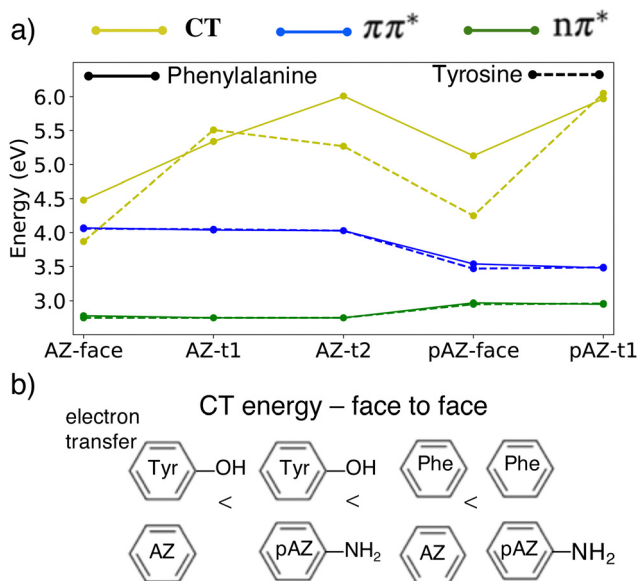 a) CT ππ* nπ*
Phenylalanine Tyrosine
Energy (eV)
6.0
5.5
5.0
4.5
4.0
3.5
3.0
AZ-face AZ-t1 AZ-t2 pAZ-face pAZ-t1
b) CT energy – face to face
electron
transfer
Tyr OH Tyr OH Phe Phe
< < <
AZ pAZ NH₂ AZ pAZ NH₂